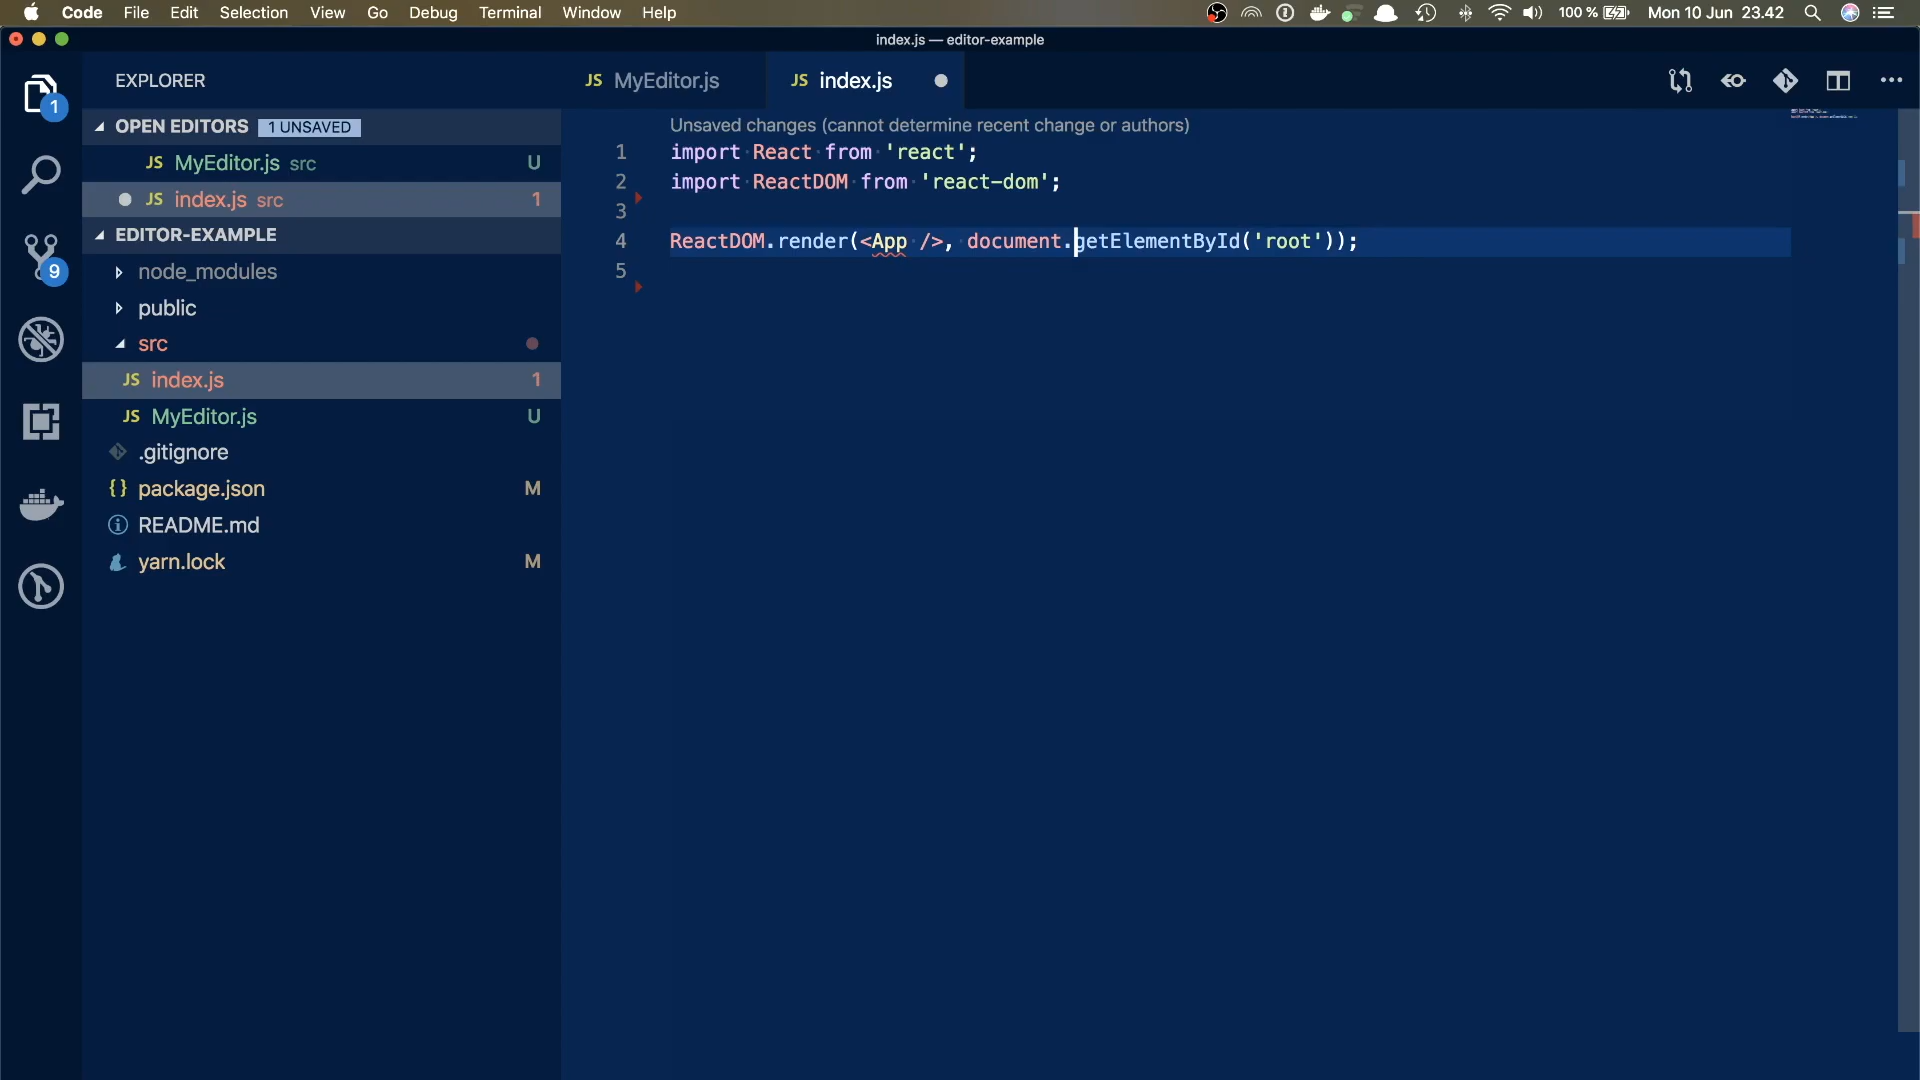 Code File Edit Selection View Go Debug Terminal Window Help 100 % Mon 10 Jun 23.42
index.js — editor-example
EXPLORER
OPEN EDITORS 1 UNSAVED
JS MyEditor.js src U
JS index.js src 1
EDITOR-EXAMPLE
node_modules
public
src
JS index.js 1
JS MyEditor.js U
.gitignore
{} package.json M
README.md
yarn.lock M
1
9
JS MyEditor.js JS index.js
Unsaved changes (cannot determine recent change or authors)
1 import React from 'react';
2 import ReactDOM from 'react-dom';
3
4 ReactDOM.render(<App />, document.getElementById('root'));
5